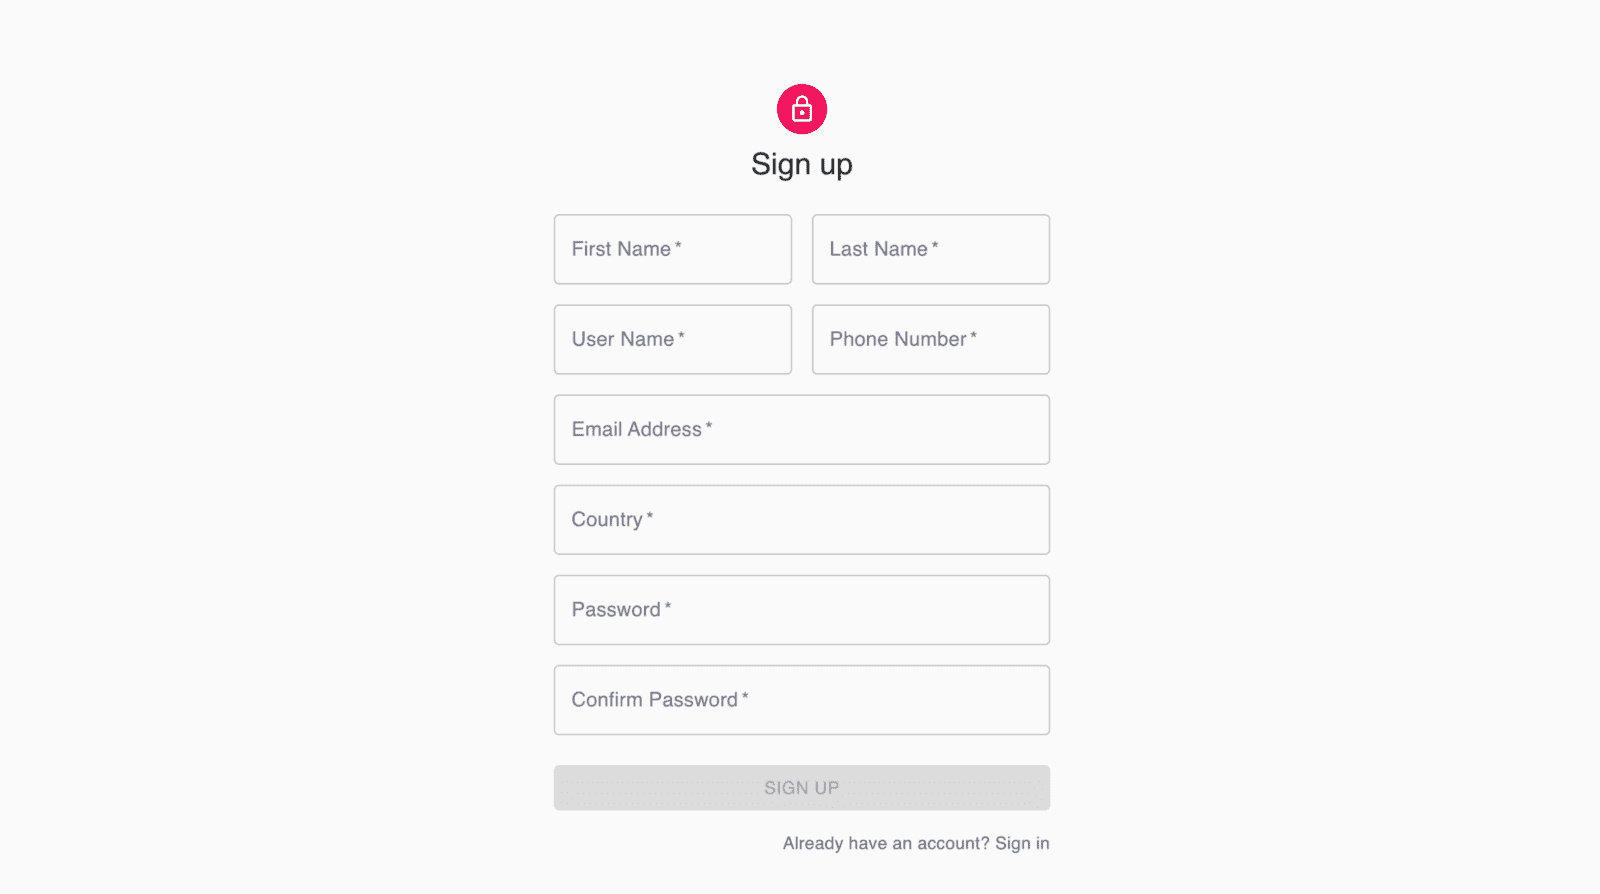 Sign up
First Name *
Last Name *
User Name *
Phone Number *
Email Address *
Country *
Password *
Confirm Password *
SIGN UP
Already have an account? Sign in